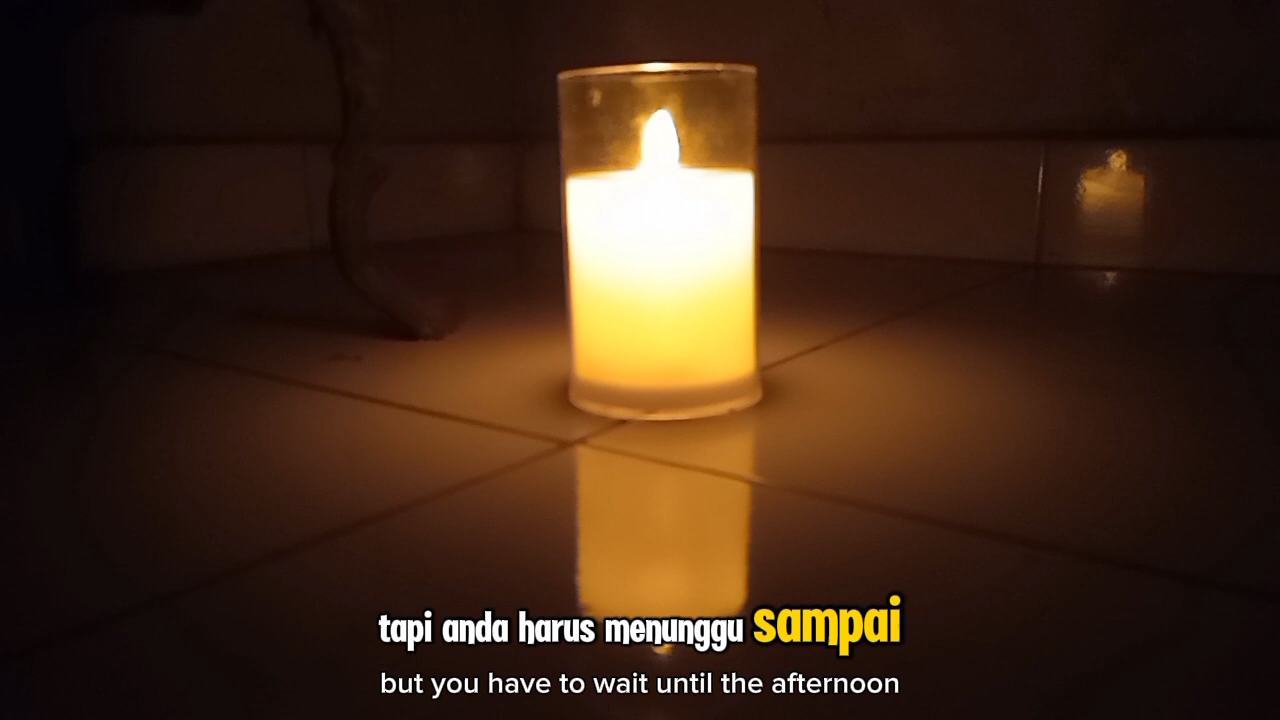 tapi anda harus menunggu sampai
but you have to wait until the afternoon